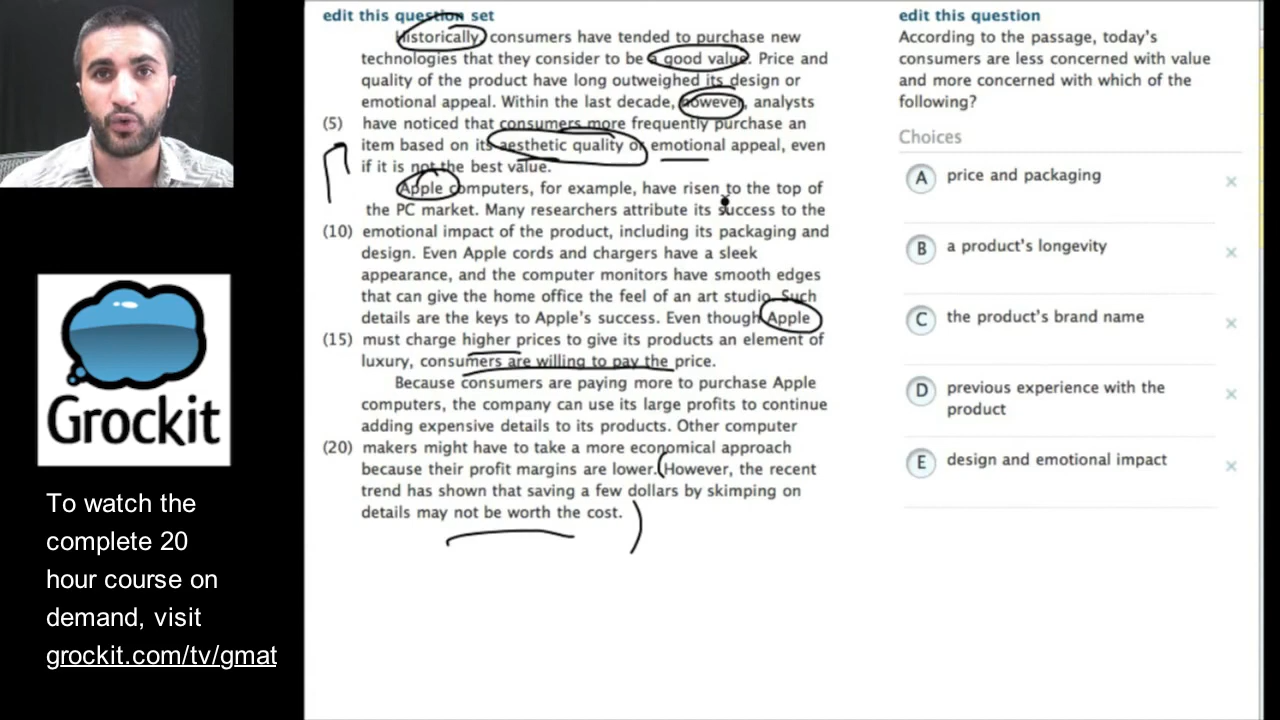 edit this question set
Historically, consumers have tended to purchase new
technologies that they consider to be a good value. Price and
quality of the product have long outweighed its design or
emotional appeal. Within the last decade, however, analysts
(5) have noticed that consumers more frequently purchase an
item based on its aesthetic quality or emotional appeal, even
if it is not the best value.
Apple computers, for example, have risen to the top of
the PC market. Many researchers attribute its success to the
(10) emotional impact of the product, including its packaging and
design. Even Apple cords and chargers have a sleek
appearance, and the computer monitors have smooth edges
that can give the home office the feel of an art studio. Such
details are the keys to Apple's success. Even though Apple
(15) must charge higher prices to give its products an element of
luxury, consumers are willing to pay the price.
Because consumers are paying more to purchase Apple
computers, the company can use its large profits to continue
adding expensive details to its products. Other computer
(20) makers might have to take a more economical approach
because their profit margins are lower. However, the recent
trend has shown that saving a few dollars by skimping on
details may not be worth the cost.
edit this question
According to the passage, today's
consumers are less concerned with value
and more concerned with which of the
following?
Choices
A price and packaging
B a product's longevity
C the product's brand name
D previous experience with the
product
E design and emotional impact
Grockit
To watch the
complete 20
hour course on
demand, visit
grockit.com/tv/gmat